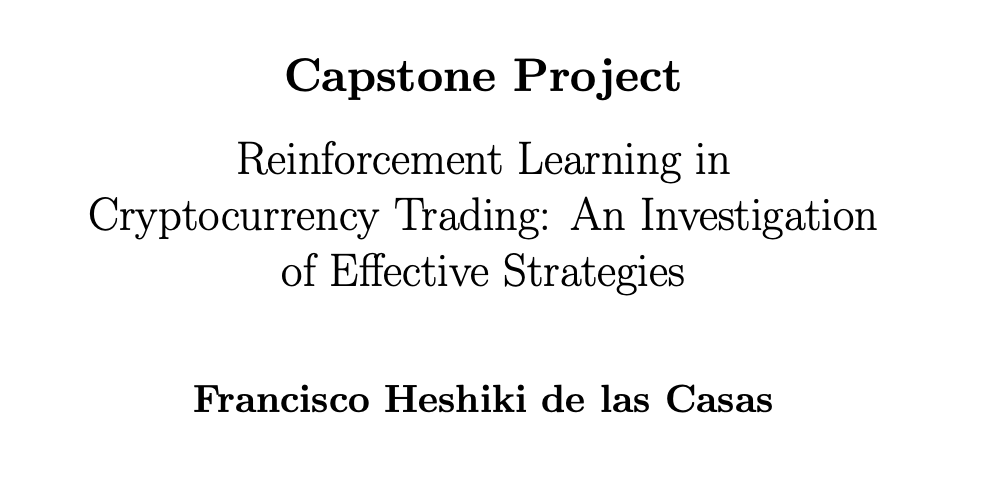 Capstone Project
Reinforcement Learning in
Cryptocurrency Trading: An Investigation
of Effective Strategies
Francisco Heshiki de las Casas